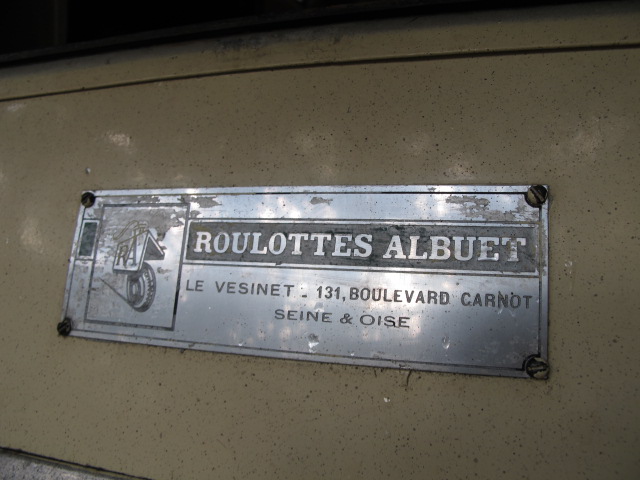 ROULOTTES ALBUET
LE VESINET - 131, BOULEVARD CARNOT
SEINE & OISE